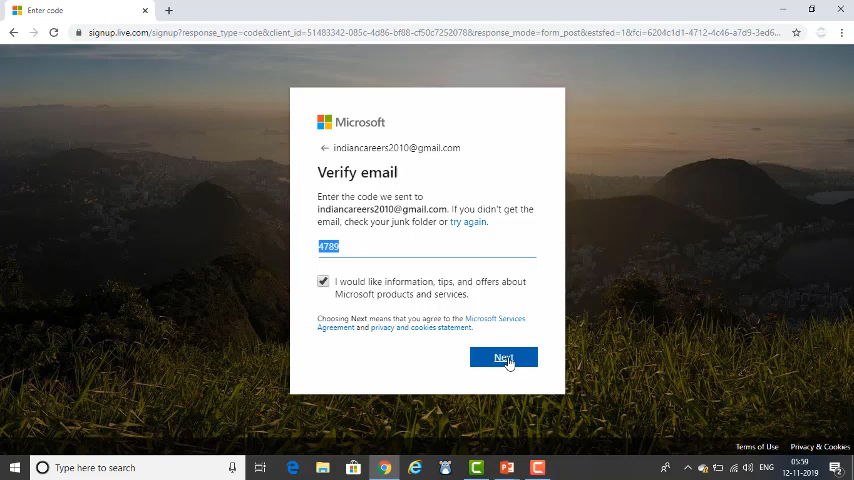 Enter code
signup.live.com/signup?response_type=code&client_id=51483342-085c-4d86-bf88-cf50c7252078&response_mode=form_post&estsfed=1&fci=6204c1d1-4712-4c46-a7d9-3ed6...
Microsoft
indiancareers2010@gmail.com
Verify email
Enter the code we sent to
indiancareers2010@gmail.com. If you didn't get the
email, check your junk folder or try again.
4789
I would like information, tips, and offers about
Microsoft products and services.
Choosing Next means that you agree to the Microsoft Services
Agreement and privacy and cookies statement.
Next
Terms of Use Privacy & Cookies
Type here to search
ENG
05:59
12-11-2019
2